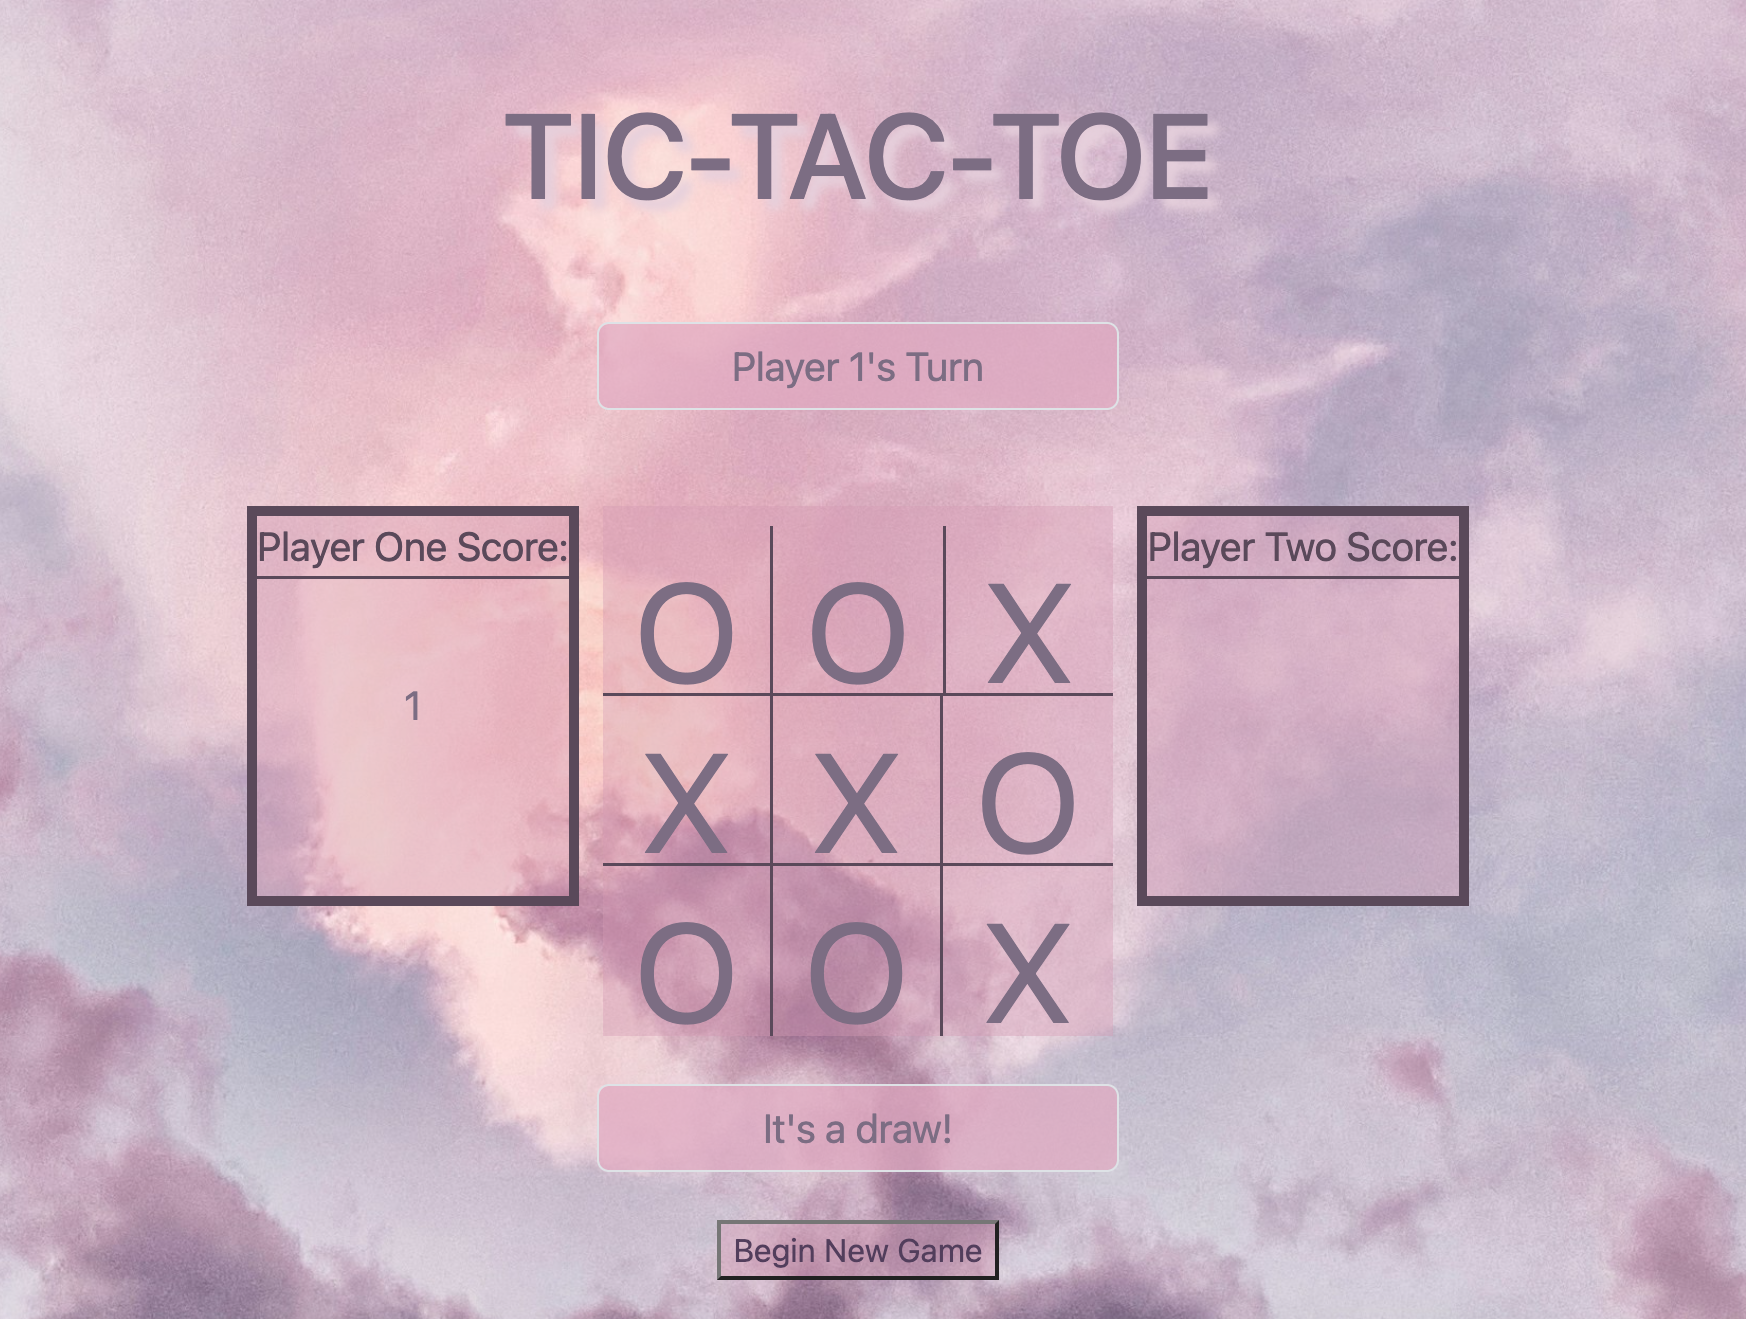 TIC-TAC-TOE
Player 1's Turn
Player One Score:
1
O O X
X X O
O O X
Player Two Score:
It's a draw!
Begin New Game